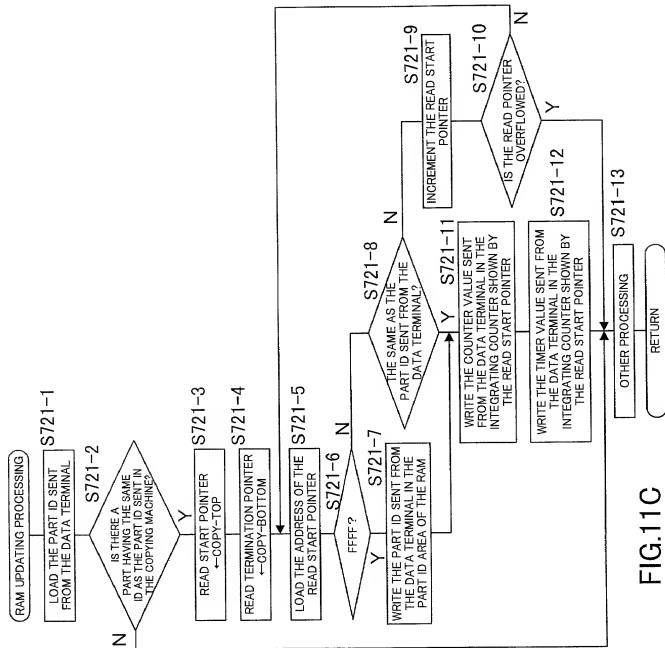 RAM UPDATING PROCESSING
S721-1
LOAD THE PART ID SENT
FROM THE DATA TERMINAL
S721-2
IS THERE A
PART HAVING THE SAME
ID AS THE PART ID SENT IN
THE COPYING MACHINE?
N
Y
S721-3
READ START POINTER
←COPY-TOP
S721-4
READ TERMINATION POINTER
←COPY-BOTTOM
S721-5
LOAD THE ADDRESS OF THE
READ START POINTER
S721-6
FFFF?
N
Y
S721-7
WRITE THE PART ID SENT FROM
THE DATA TERMINAL IN THE
PART ID AREA OF THE RAM
S721-8
THE SAME AS THE
PART ID SENT FROM THE
DATA TERMINAL?
N
Y
S721-9
INCREMENT THE READ START
POINTER
S721-10
IS THE READ POINTER
OVERFLOWED?
N
Y
S721-11
WRITE THE COUNTER VALUE SENT
FROM THE DATA TERMINAL IN THE
INTEGRATING COUNTER SHOWN BY
THE READ START POINTER
S721-12
WRITE THE TIMER VALUE SENT FROM
THE DATA TERMINAL IN THE
INTEGRATING COUNTER SHOWN BY
THE READ START POINTER
S721-13
OTHER PROCESSING
RETURN
FIG.11C